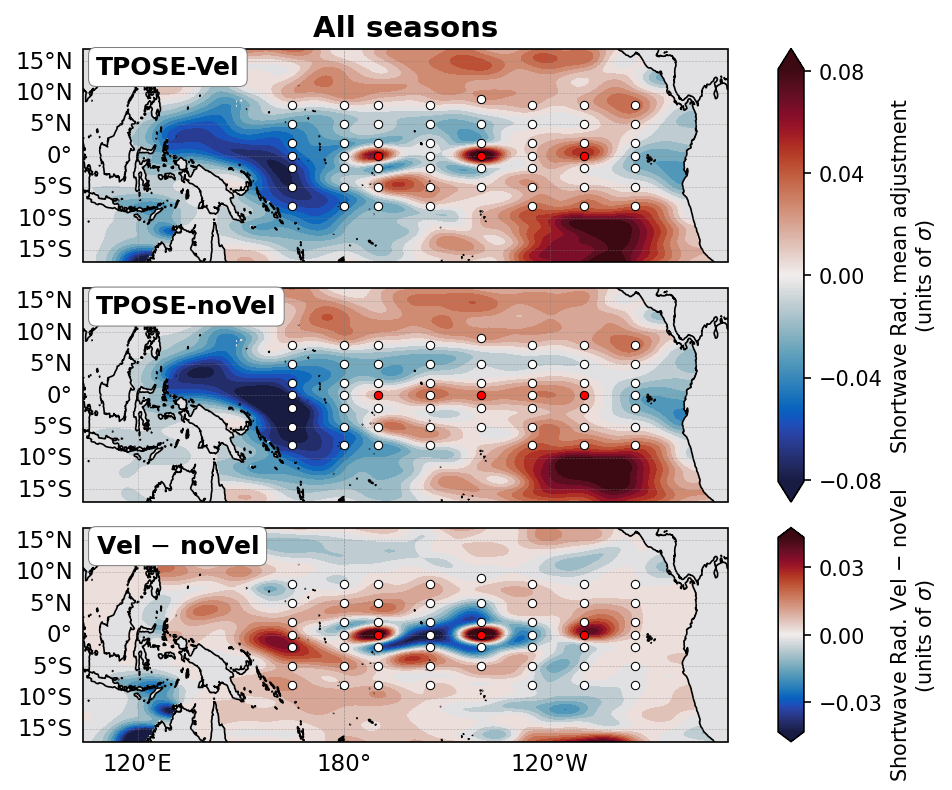 All seasons
TPOSE-Vel
15°N
10°N
5°N
0°
5°S
10°S
15°S
TPOSE-noVel
15°N
10°N
5°N
0°
5°S
10°S
15°S
Vel − noVel
15°N
10°N
5°N
0°
5°S
10°S
15°S
120°E
180°
120°W
0.08
0.04
0.00
−0.04
−0.08
Shortwave Rad. mean adjustment
(units of σ)
0.03
0.00
−0.03
Shortwave Rad. Vel − noVel
(units of σ)